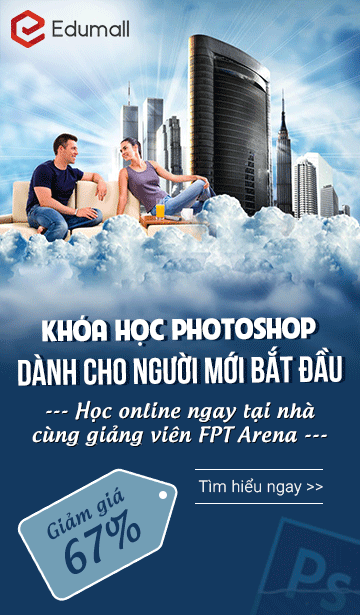 Edumall
KHÓA HỌC PHOTOSHOP
DÀNH CHO NGƯỜI MỚI BẮT ĐẦU
--- Học online ngay tại nhà
cùng giảng viên FPT Arena ---
Giảm giá
67%
Tìm hiểu ngay >>
Ps